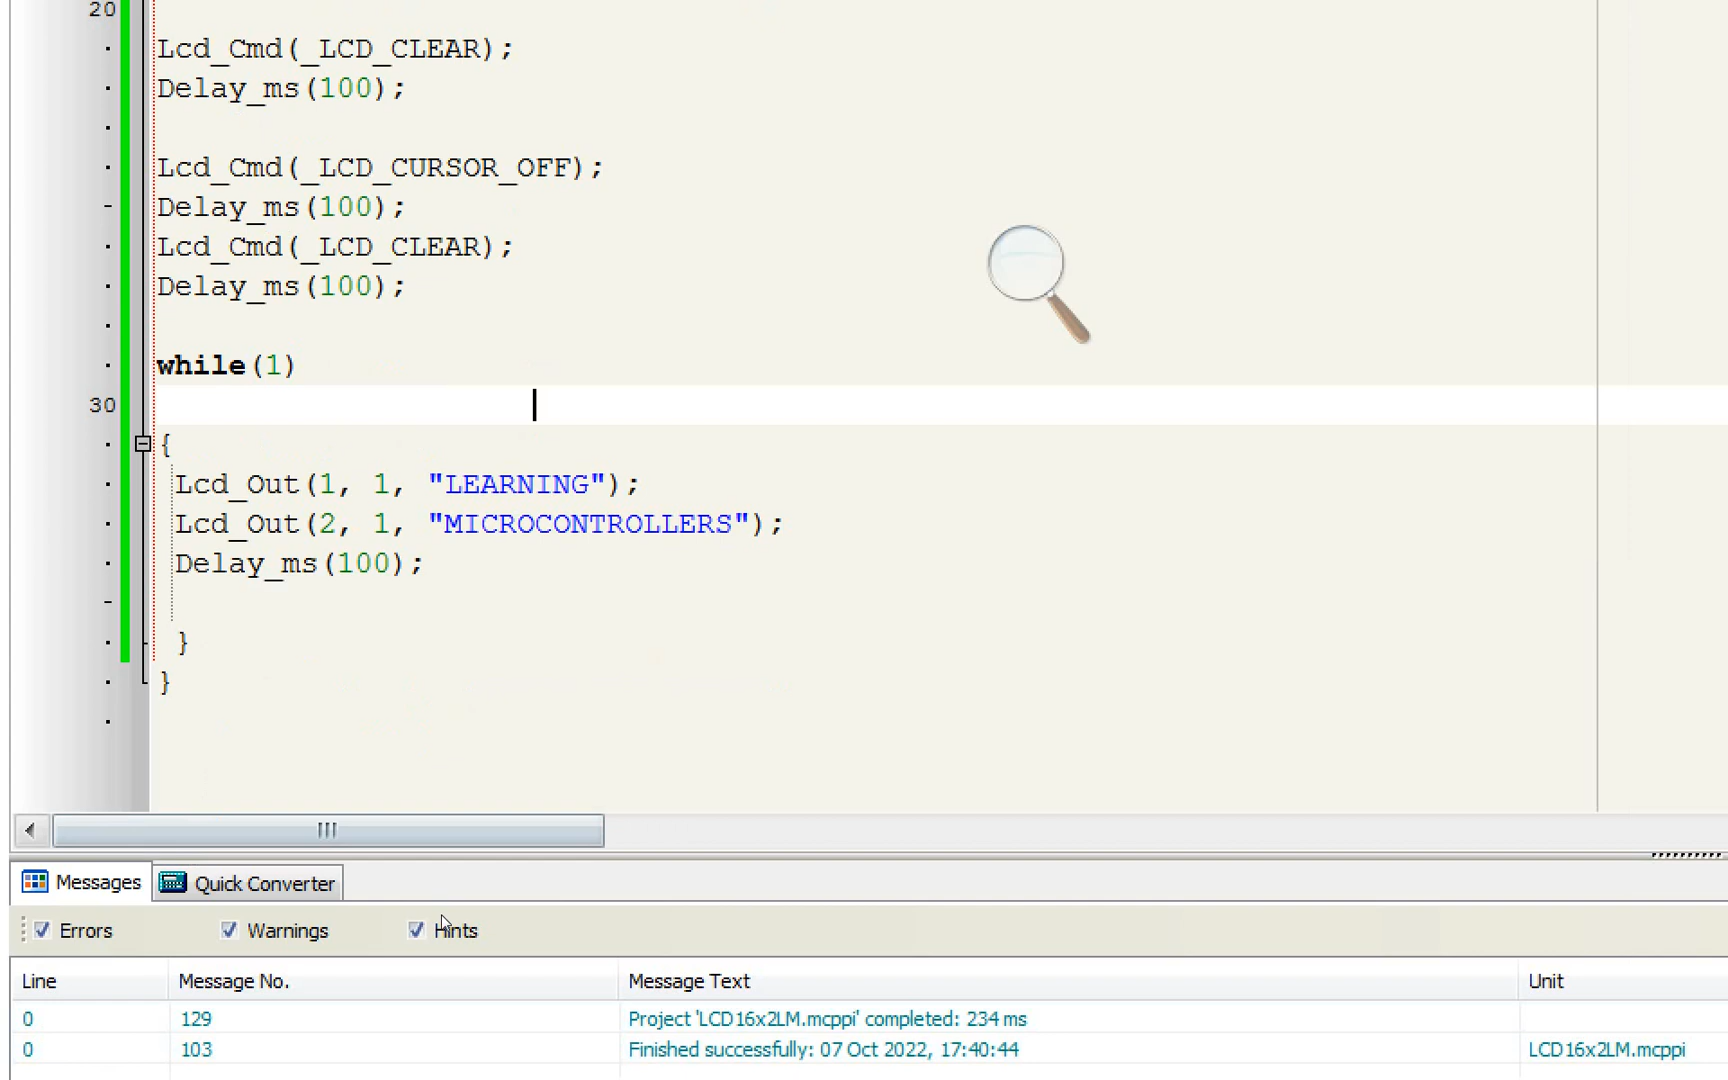 20
Lcd_Cmd(_LCD_CLEAR);
Delay_ms(100);
Lcd_Cmd(_LCD_CURSOR_OFF);
Delay_ms(100);
Lcd_Cmd(_LCD_CLEAR);
Delay_ms(100);
while(1)
30
{
Lcd_Out(1, 1, "LEARNING");
Lcd_Out(2, 1, "MICROCONTROLLERS");
Delay_ms(100);
}
}
Messages Quick Converter
Errors Warnings Hints
Line Message No. Message Text Unit
0 129 Project 'LCD16x2LM.mcppi' completed: 234 ms
0 103 Finished successfully: 07 Oct 2022, 17:40:44 LCD16x2LM.mcppi